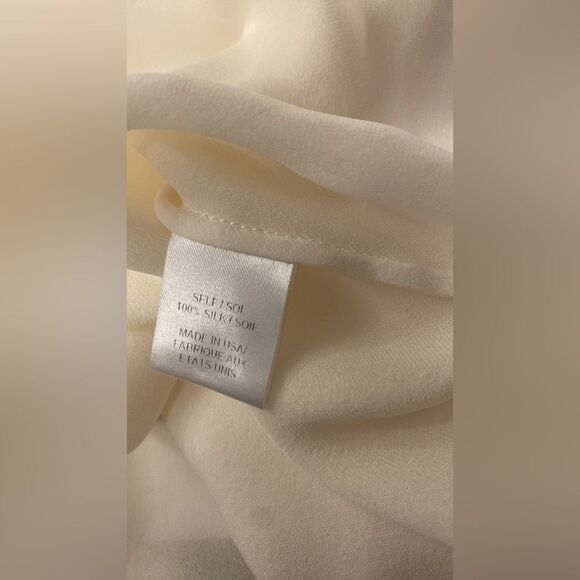 SELF / SOI
100% SILK / SOIE
MADE IN USA/
FABRIQUE AUX
ETATS UNIS